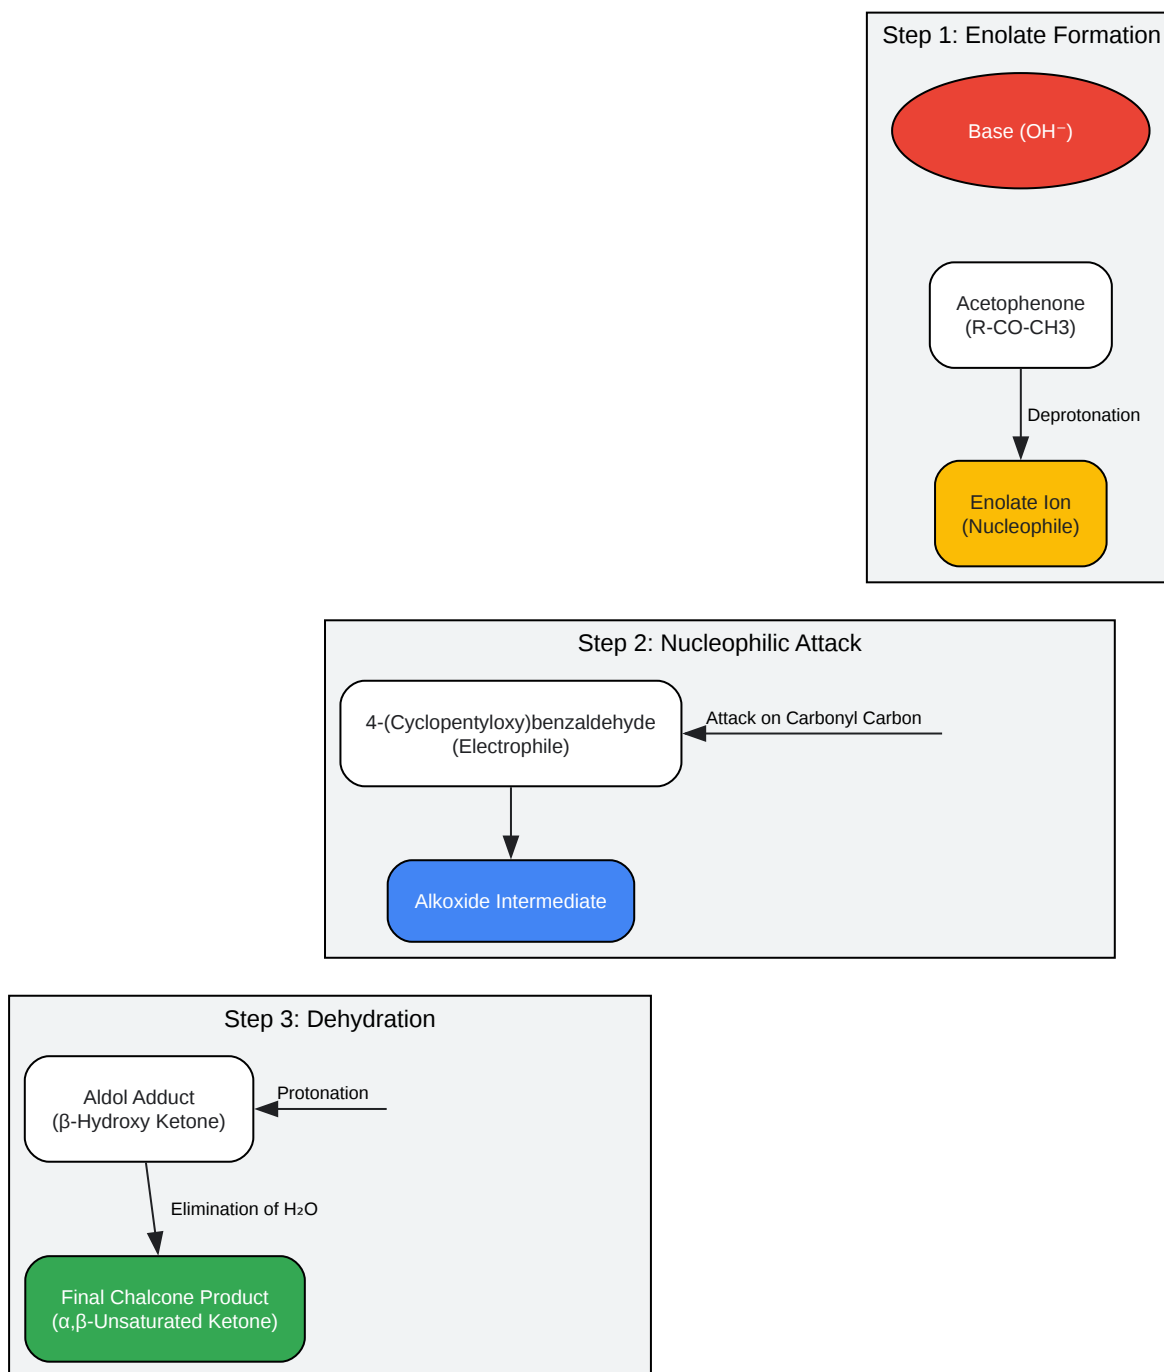 Step 1: Enolate Formation
Base (OH⁻)
Acetophenone
(R-CO-CH3)
Deprotonation
Enolate Ion
(Nucleophile)
Step 2: Nucleophilic Attack
4-(Cyclopentyloxy)benzaldehyde
(Electrophile)
Attack on Carbonyl Carbon
Alkoxide Intermediate
Step 3: Dehydration
Aldol Adduct
(β-Hydroxy Ketone)
Protonation
Elimination of H₂O
Final Chalcone Product
(α,β-Unsaturated Ketone)